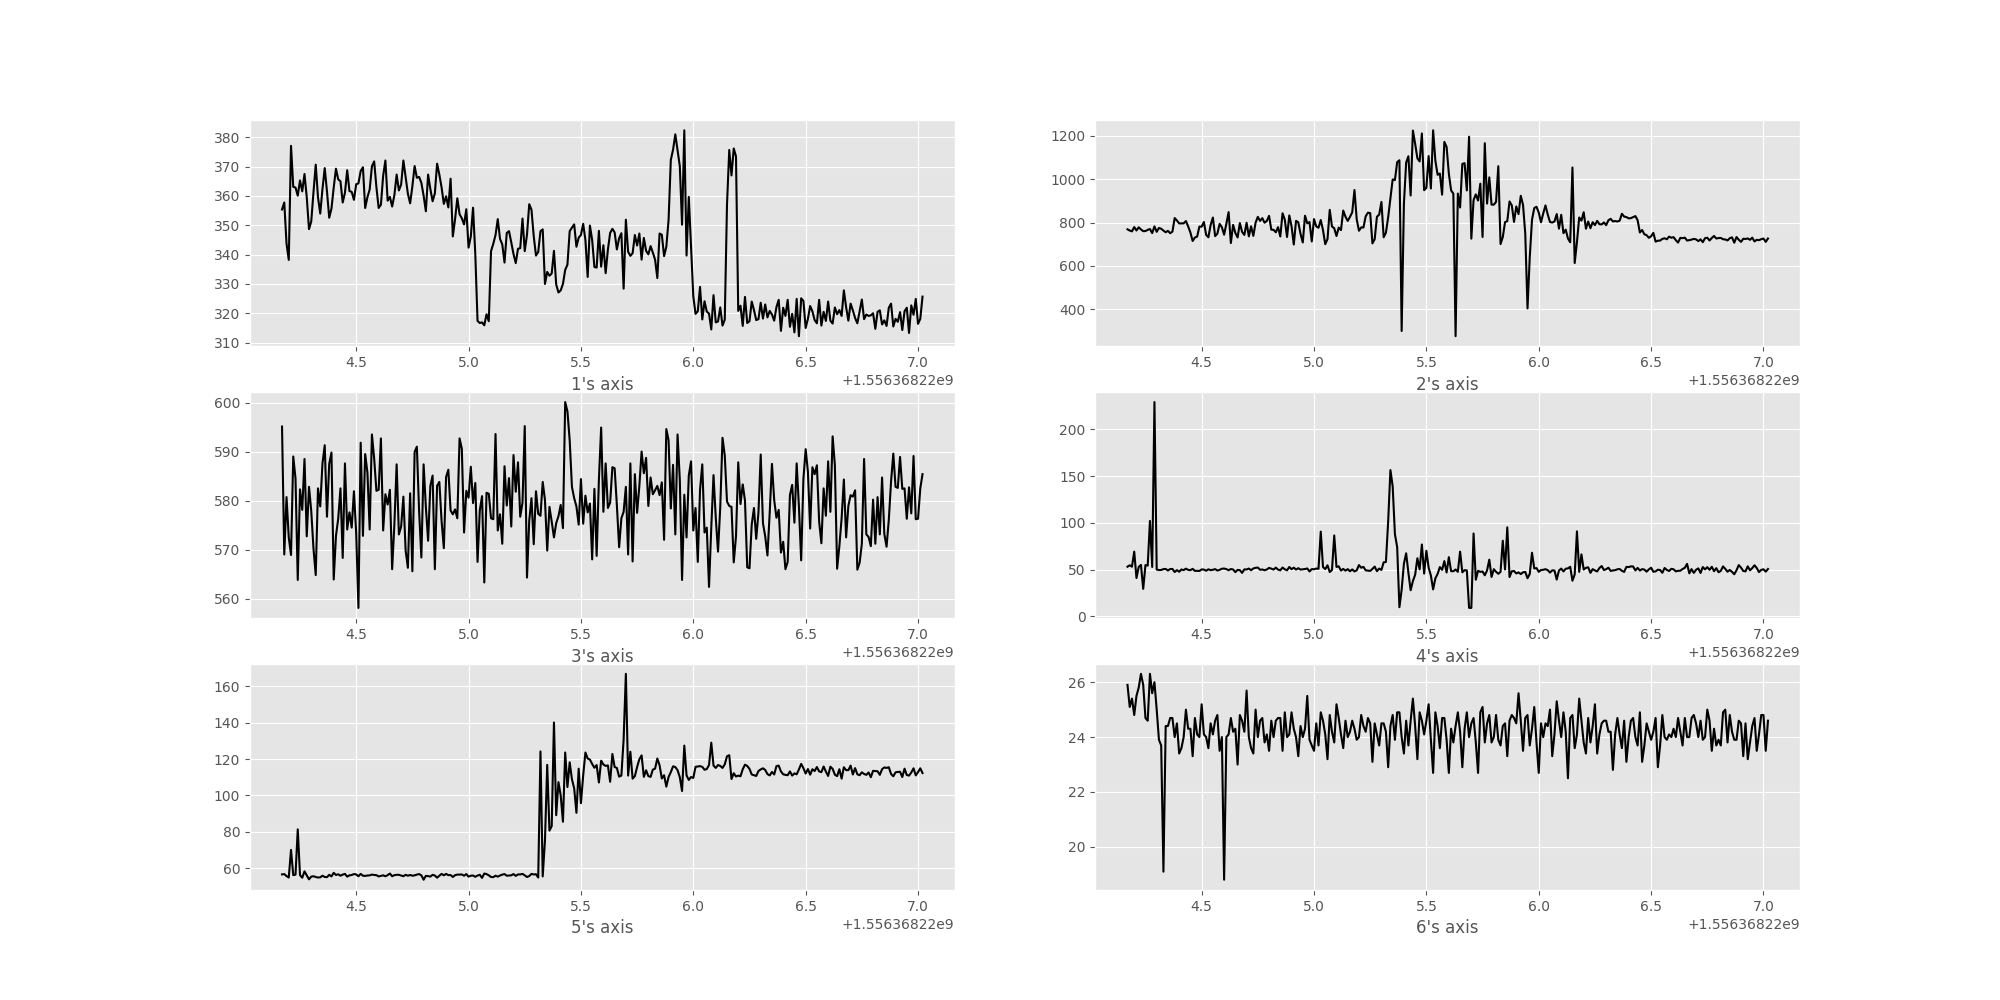 380
370
360
350
340
330
320
310
4.5 5.0 5.5 6.0 6.5 7.0
+1.55636822e9
1's axis
1200
1000
800
600
400
4.5 5.0 5.5 6.0 6.5 7.0
+1.55636822e9
2's axis
600
590
580
570
560
4.5 5.0 5.5 6.0 6.5 7.0
+1.55636822e9
3's axis
200
150
100
50
0
4.5 5.0 5.5 6.0 6.5 7.0
+1.55636822e9
4's axis
160
140
120
100
80
60
4.5 5.0 5.5 6.0 6.5 7.0
+1.55636822e9
5's axis
26
24
22
20
4.5 5.0 5.5 6.0 6.5 7.0
+1.55636822e9
6's axis